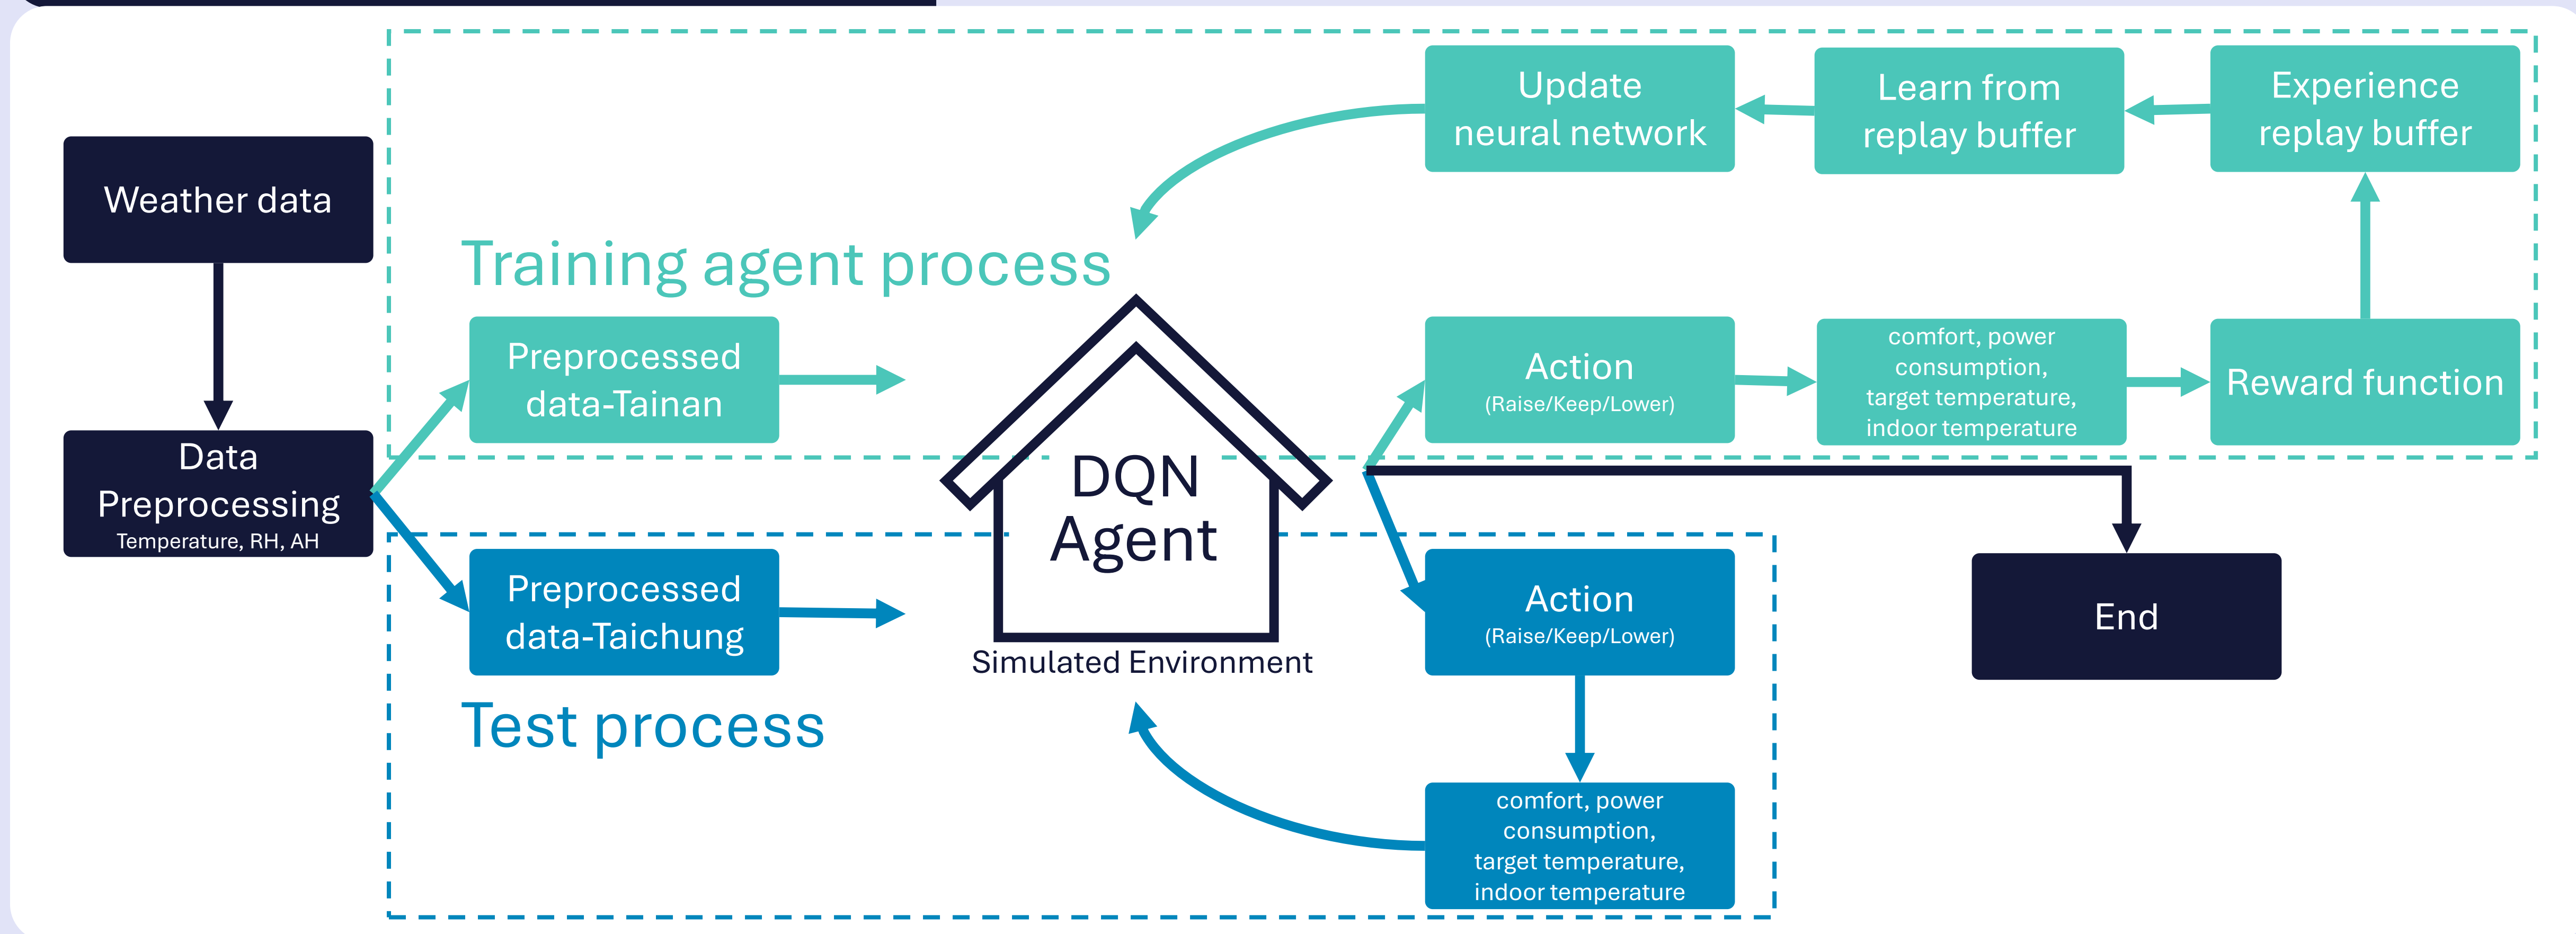 Weather data
Data
Preprocessing
Temperature, RH, AH
Training agent process
Preprocessed
data-Tainan
Update
neural network
Learn from
replay buffer
Experience
replay buffer
Action
(Raise/Keep/Lower)
comfort, power
consumption,
target temperature,
indoor temperature
Reward function
DQN
Agent
Simulated Environment
Preprocessed
data-Taichung
Test process
Action
(Raise/Keep/Lower)
comfort, power
consumption,
target temperature,
indoor temperature
End